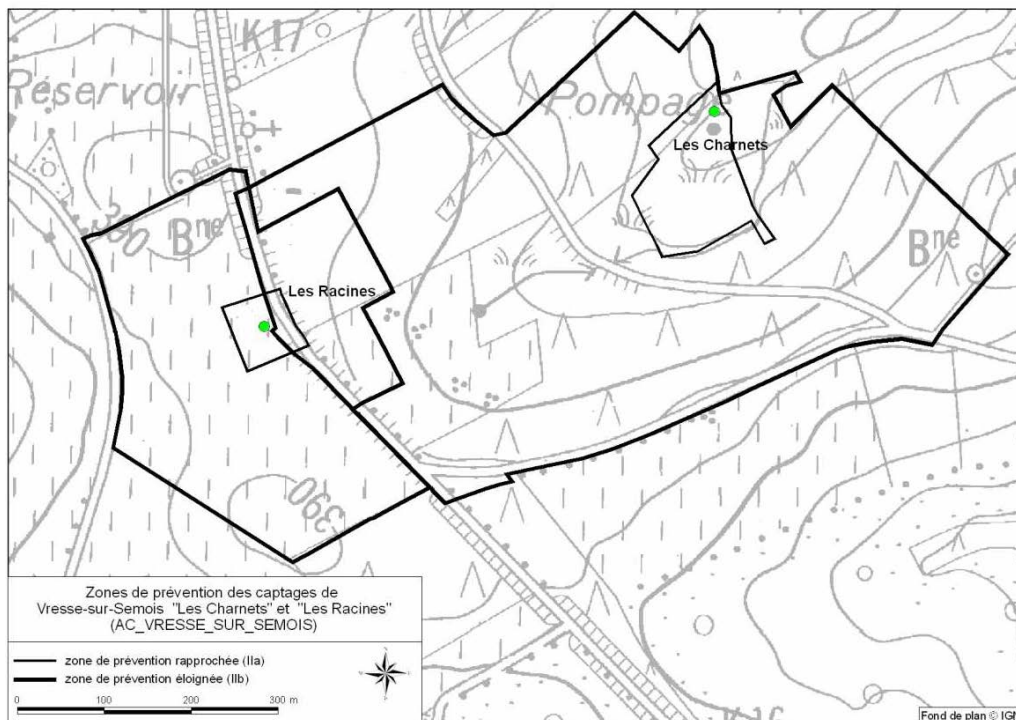 K17
Réservoir
Pompage
Les Charnets
Bne
Bne
Les Racines
390
Zones de prévention des captages de
Vresse-sur-Semois "Les Charnets" et "Les Racines"
(AC_VRESSE_SUR_SEMOIS)
zone de prévention rapprochée (IIa)
zone de prévention éloignée (IIb)
0 100 200 300 m
Fond de plan © IGN